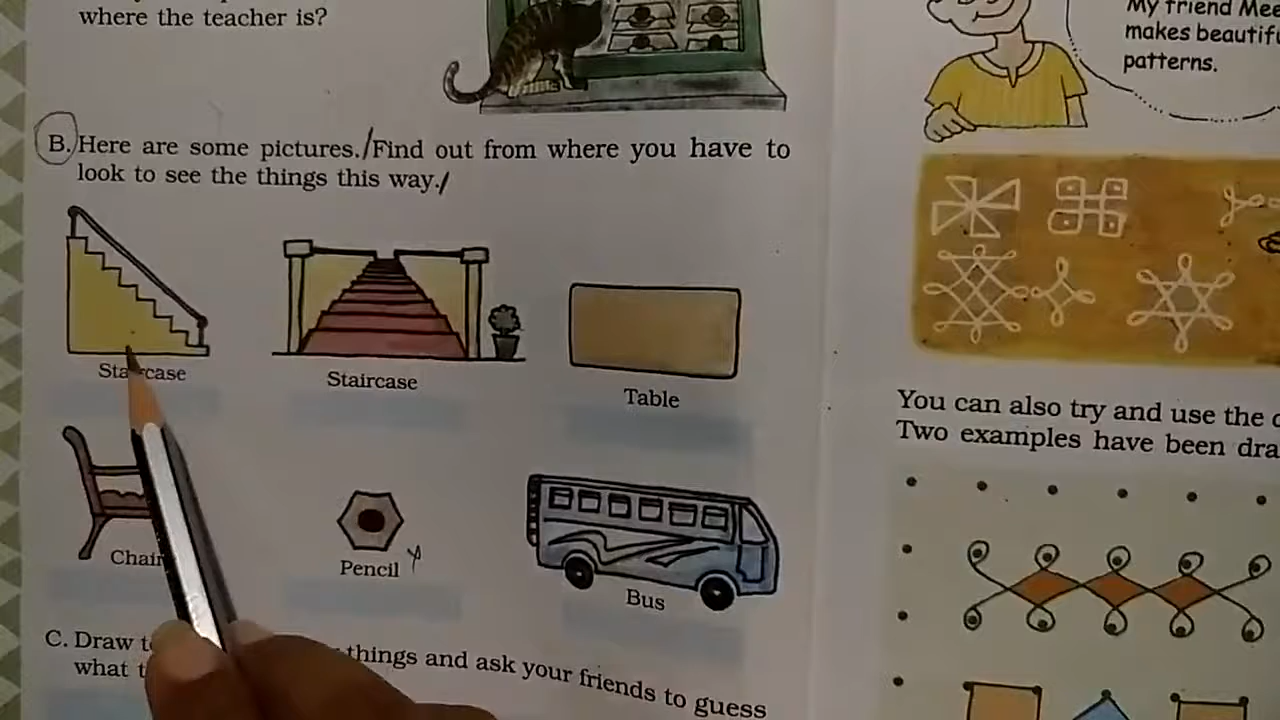 where the teacher is?
B. Here are some pictures. Find out from where you have to
look to see the things this way.
Staircase
Staircase
Table
Chair
Pencil
Bus
C. Draw
things and ask your friends to guess
what
My friend
makes
patterns.
You can also try and use the
Two examples have been